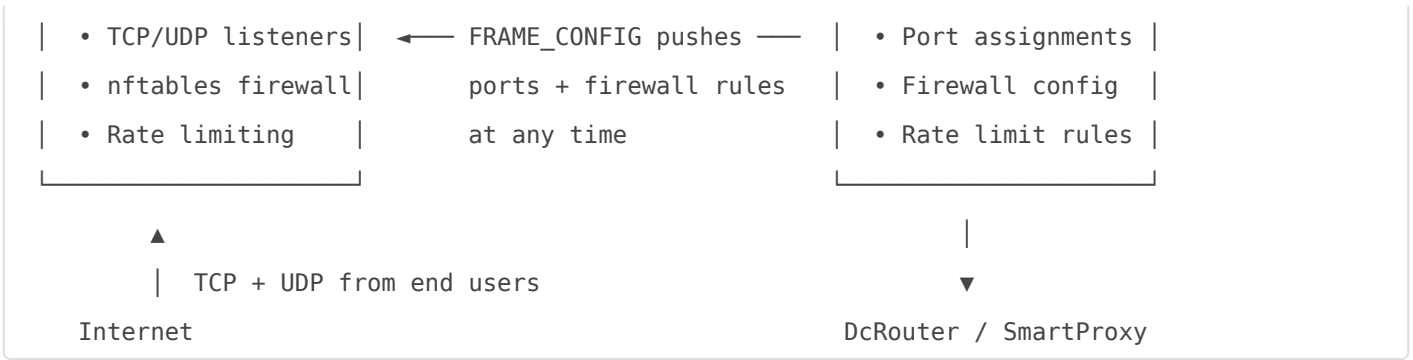 │  • TCP/UDP listeners│  ◄─── FRAME_CONFIG pushes ───  │  • Port assignments │
│  • nftables firewall│       ports + firewall rules   │  • Firewall config  │
│  • Rate limiting    │       at any time              │  • Rate limit rules │
└─────────────────────┘                                └─────────────────────┘
        ▲                                                       │
        │  TCP + UDP from end users                             ▼
   Internet                                             DcRouter / SmartProxy